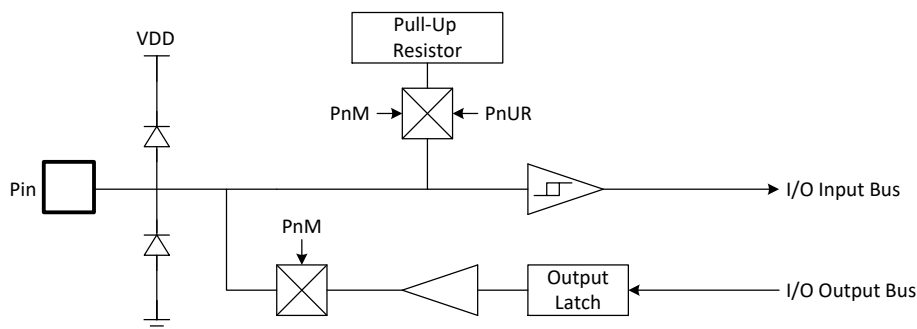 VDD
Pull-Up
Resistor
PnM
PnUR
Pin
I/O Input Bus
PnM
Output
Latch
I/O Output Bus